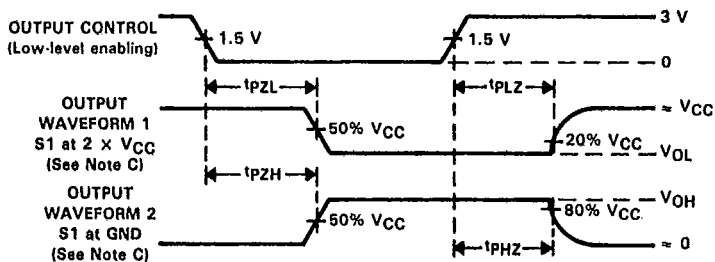 OUTPUT CONTROL
(Low-level enabling)
1.5 V
1.5 V
3 V
0
tPZL
tPLZ
OUTPUT
WAVEFORM 1
S1 at 2 × VCC
(See Note C)
50% VCC
20% VCC
≈ VCC
VOL
tPZH
OUTPUT
WAVEFORM 2
S1 at GND
(See Note C)
50% VCC
80% VCC
VOH
≈ 0
tPHZ